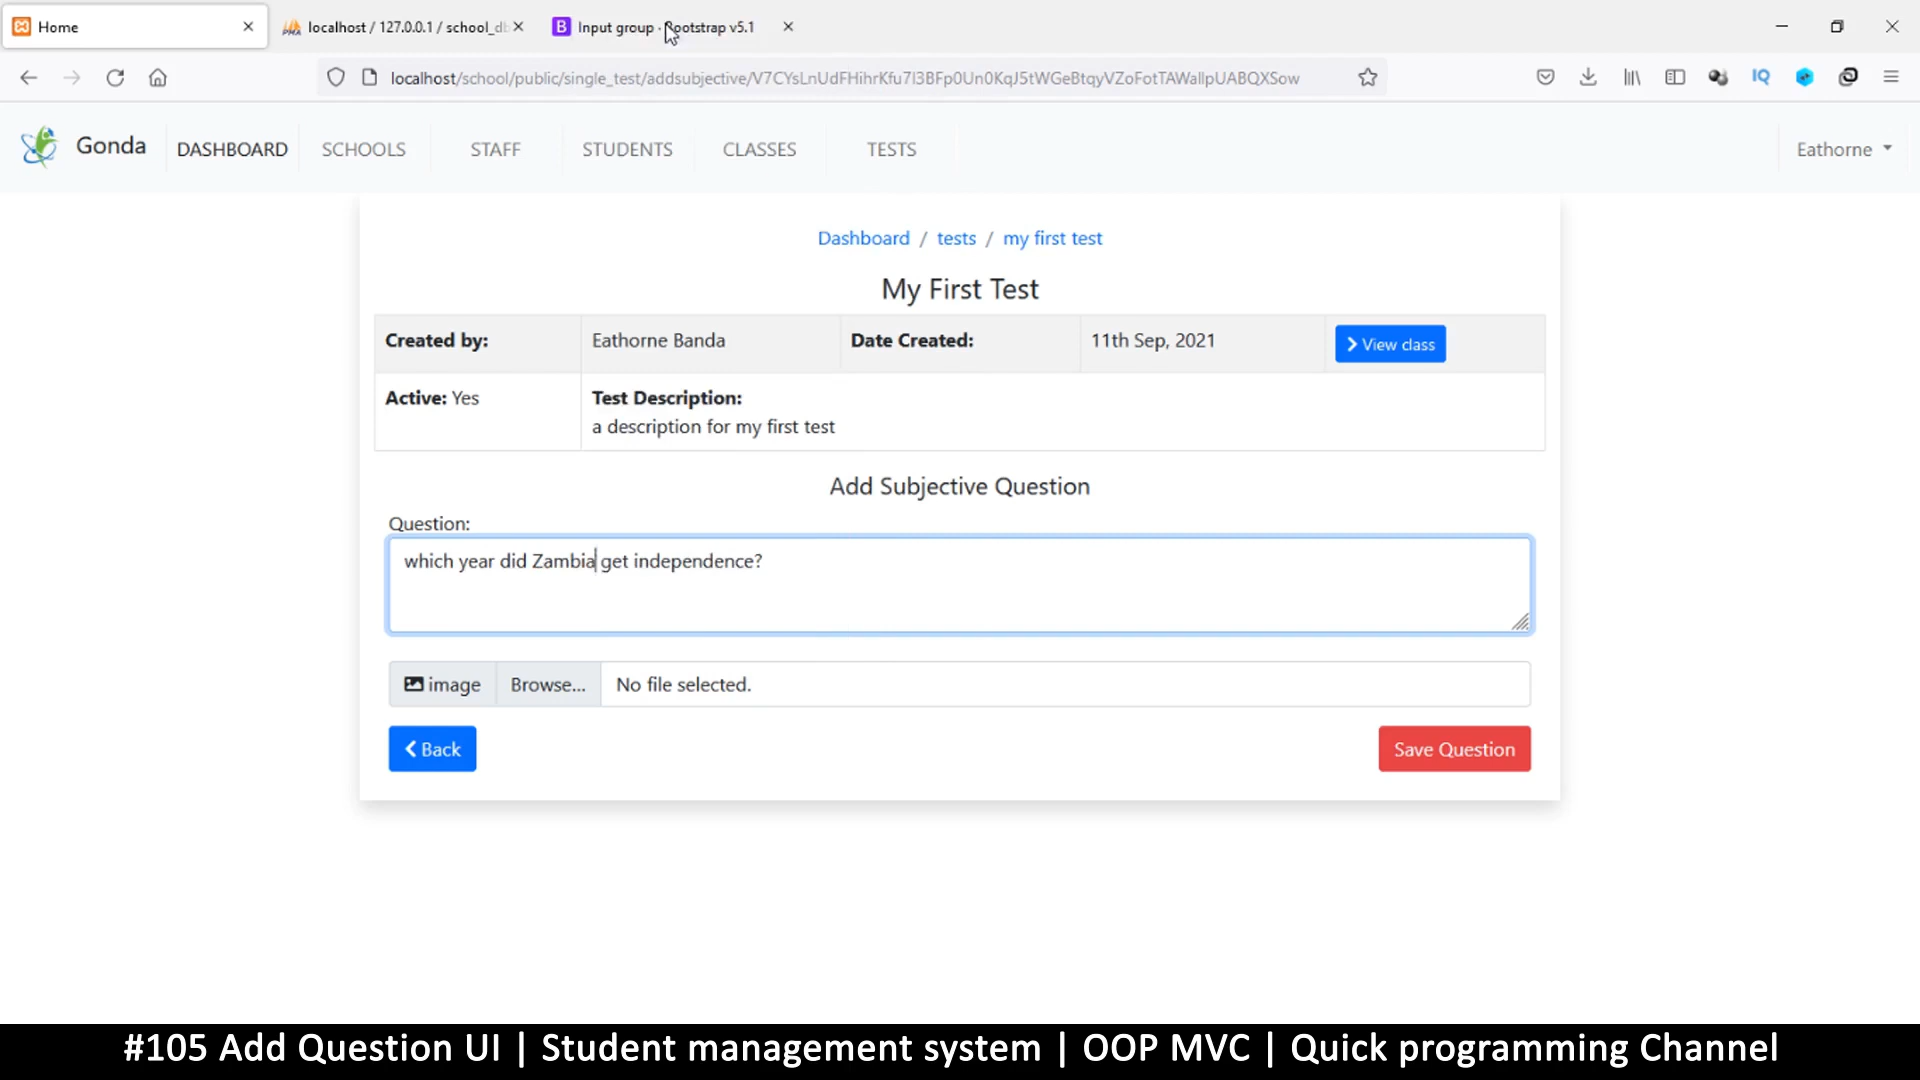 Home
localhost / 127.0.0.1 / school_db
Input group · Bootstrap v5.1
localhost/school/public/single_test/addsubjective/V7CYsLnUdFHihrKfu7I3BFp0Un0KqJ5tWGeBtqyVZoFotTAWallpUABQXSow
IQ
Gonda
DASHBOARD
SCHOOLS
STAFF
STUDENTS
CLASSES
TESTS
Eathorne
Dashboard / tests / my first test
My First Test
Created by: Eathorne Banda Date Created: 11th Sep, 2021 View class
Active: Yes
Test Description:
a description for my first test
Add Subjective Question
Question:
which year did Zambia get independence?
image Browse... No file selected.
Back
Save Question
#105 Add Question UI | Student management system | OOP MVC | Quick programming Channel